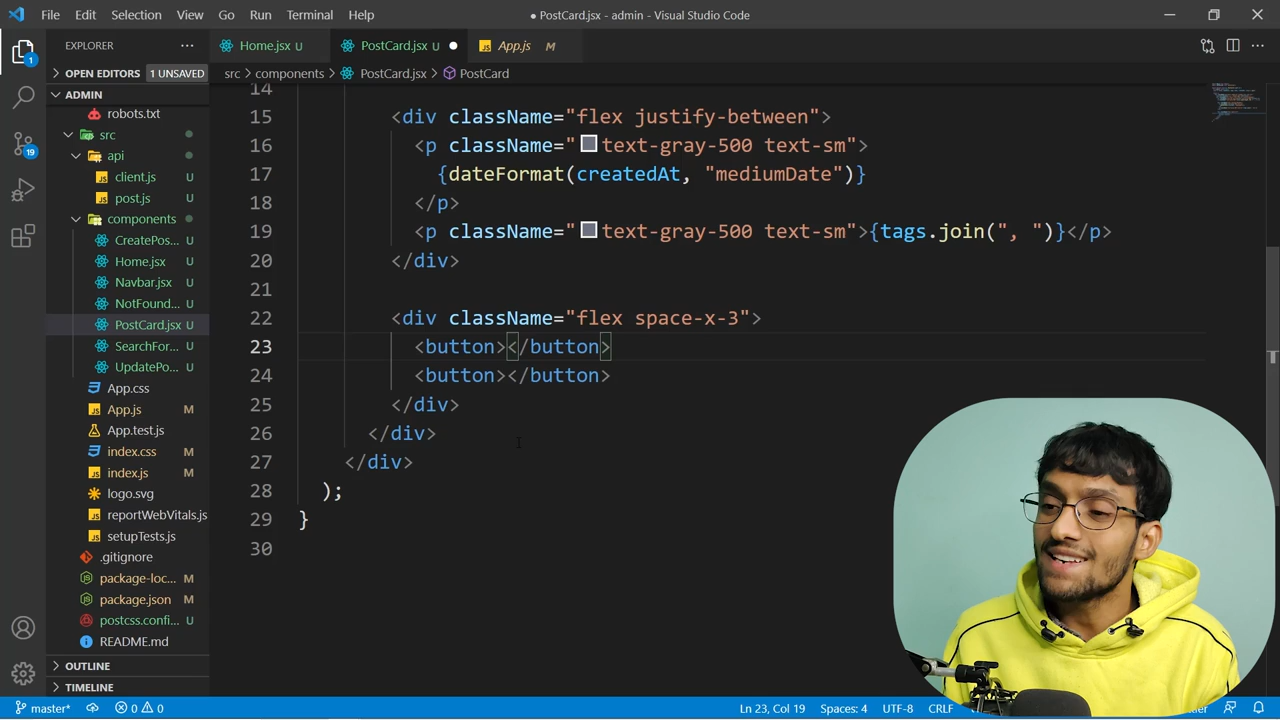 File Edit Selection View Go Run Terminal Help
● PostCard.jsx - admin - Visual Studio Code
EXPLORER
Home.jsx U
PostCard.jsx U
App.js M
OPEN EDITORS 1 UNSAVED
src > components > PostCard.jsx > PostCard
ADMIN
robots.txt
src
api
client.js U
post.js U
components
CreatePos... U
Home.jsx U
Navbar.jsx U
NotFound... U
PostCard.jsx U
SearchFor... U
UpdatePo... U
App.css
App.js M
App.test.js
index.css M
index.js M
logo.svg
reportWebVitals.js
setupTests.js
.gitignore
package-loc... M
package.json M
postcss.confi... U
README.md
OUTLINE
TIMELINE
1
19
14
15 <div className="flex justify-between">
16 <p className="text-gray-500 text-sm">
17 {dateFormat(createdAt, "mediumDate")}
18 </p>
19 <p className="text-gray-500 text-sm">{tags.join(", ")}</p>
20 </div>
21
22 <div className="flex space-x-3">
23 <button></button>
24 <button></button>
25 </div>
26 </div>
27 </div>
28 );
29 }
30
master* 0 0
Ln 23, Col 19 Spaces: 4 UTF-8 CRLF